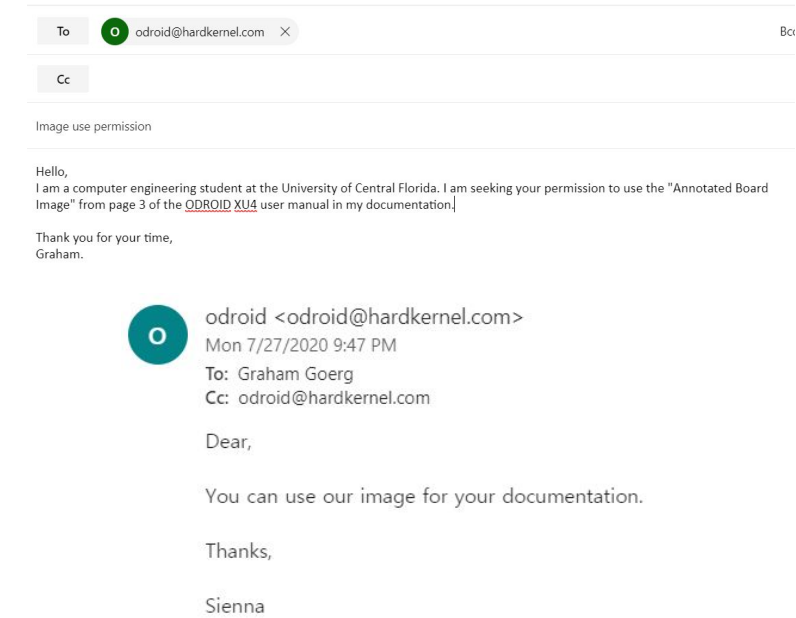 To O odroid@hardkernel.com ×
Cc
Image use permission
Hello,
I am a computer engineering student at the University of Central Florida. I am seeking your permission to use the "Annotated Board
Image" from page 3 of the ODROID XU4 user manual in my documentation.
Thank you for your time,
Graham.
O
odroid <odroid@hardkernel.com>
Mon 7/27/2020 9:47 PM
To: Graham Goerg
Cc: odroid@hardkernel.com
Dear,
You can use our image for your documentation.
Thanks,
Sienna